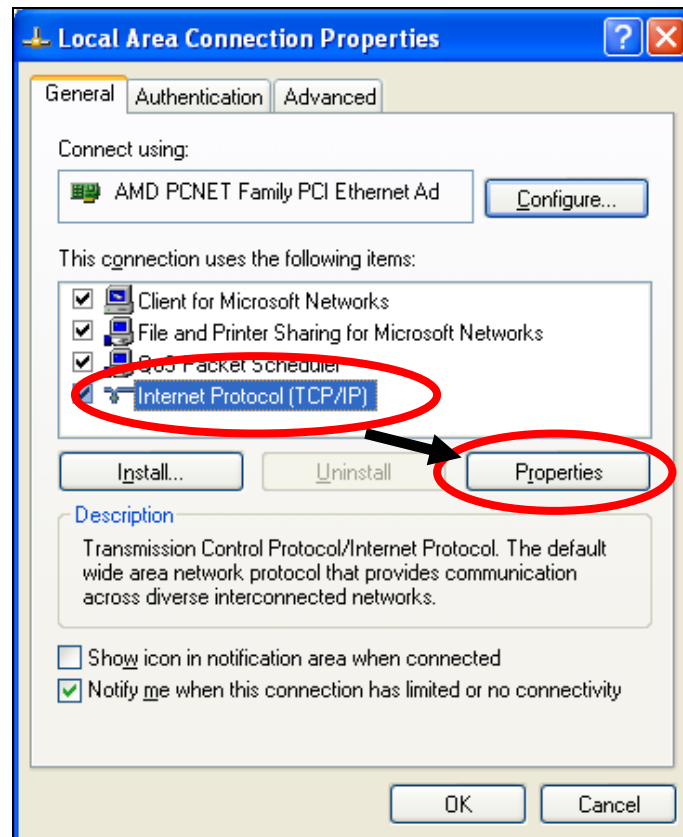 Local Area Connection Properties
General Authentication Advanced
Connect using:
AMD PCNET Family PCI Ethernet Ad
Configure...
This connection uses the following items:
Client for Microsoft Networks
File and Printer Sharing for Microsoft Networks
QoS Packet Scheduler
Internet Protocol (TCP/IP)
Install... Uninstall Properties
Description
Transmission Control Protocol/Internet Protocol. The default
wide area network protocol that provides communication
across diverse interconnected networks.
Show icon in notification area when connected
Notify me when this connection has limited or no connectivity
OK Cancel